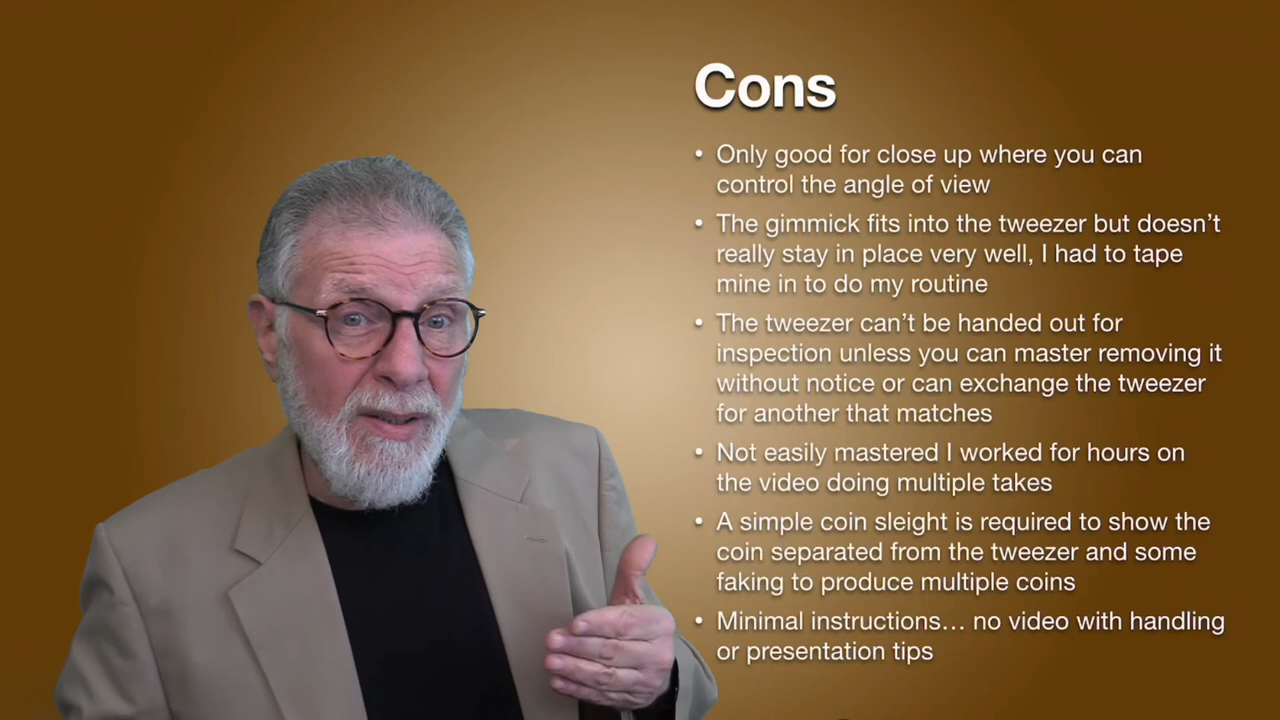 Cons
• Only good for close up where you can
control the angle of view
• The gimmick fits into the tweezer but doesn’t
really stay in place very well, I had to tape
mine in to do my routine
• The tweezer can’t be handed out for
inspection unless you can master removing it
without notice or can exchange the tweezer
for another that matches
• Not easily mastered I worked for hours on
the video doing multiple takes
• A simple coin sleight is required to show the
coin separated from the tweezer and some
faking to produce multiple coins
• Minimal instructions… no video with handling
or presentation tips